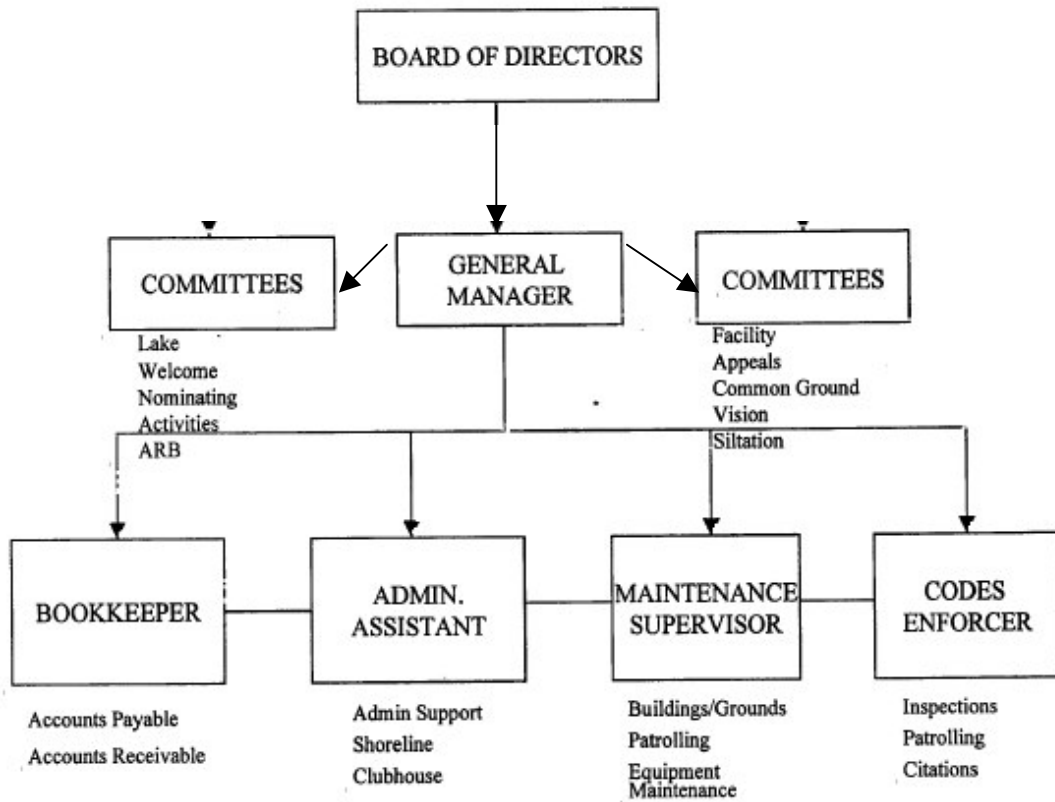 BOARD OF DIRECTORS
COMMITTEES
Lake
Welcome
Nominating
Activities
ARB
GENERAL
MANAGER
COMMITTEES
Facility
Appeals
Common Ground
Vision
Siltation
BOOKKEEPER
Accounts Payable
Accounts Receivable
ADMIN.
ASSISTANT
Admin Support
Shoreline
Clubhouse
MAINTENANCE
SUPERVISOR
Buildings/Grounds
Patrolling
Equipment
Maintenance
CODES
ENFORCER
Inspections
Patrolling
Citations